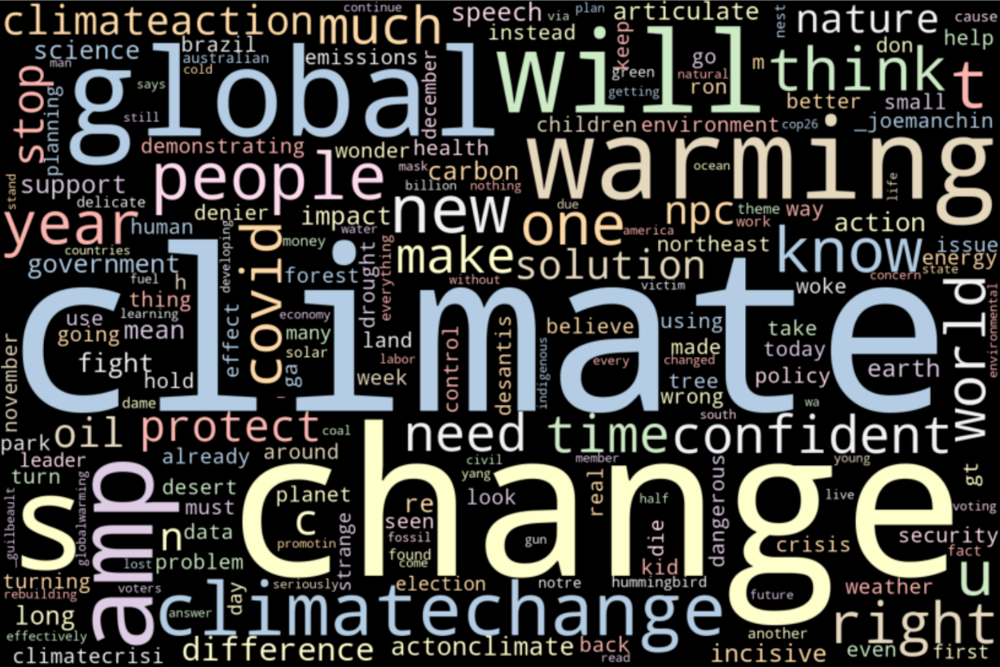 climateaction much continue speech via plan articulate nest nature cause
science brazil instead keep don help
man australian emissions will go m think t
stop planning cold global december green natural ron better small
says getting
still children environment cop26 _joemanchin
demonstrating wonder health warming
support people mask carbon ocean life
stand delicate billion nothing
year human denier impact new due one npc theme way action
countries developing covid money water america work
government forest drought everything make solution northeast know issue energy
fuel h without victim woke concern state
thing climate world environmental
use learning economy
going mean effect many land control desantis believe using take
november fight solar labor indigenous every made changed today earth
hold ga week tree policy
dame wrong wa
south
park oil protect coal need time confident
leader already around civil member young
turn yang
_guilbeault s globalwarming amp desert change planet re look real half dangerous live gt
must c seen voting
n data strange fossil gun die crisis security
lost problem promotin found come kid fact
turning voters day seriously election notre hummingbird future weather u
rebuilding climatechange right
long answer another
effectively
climatecrisi difference actonclimate back read incisive even first